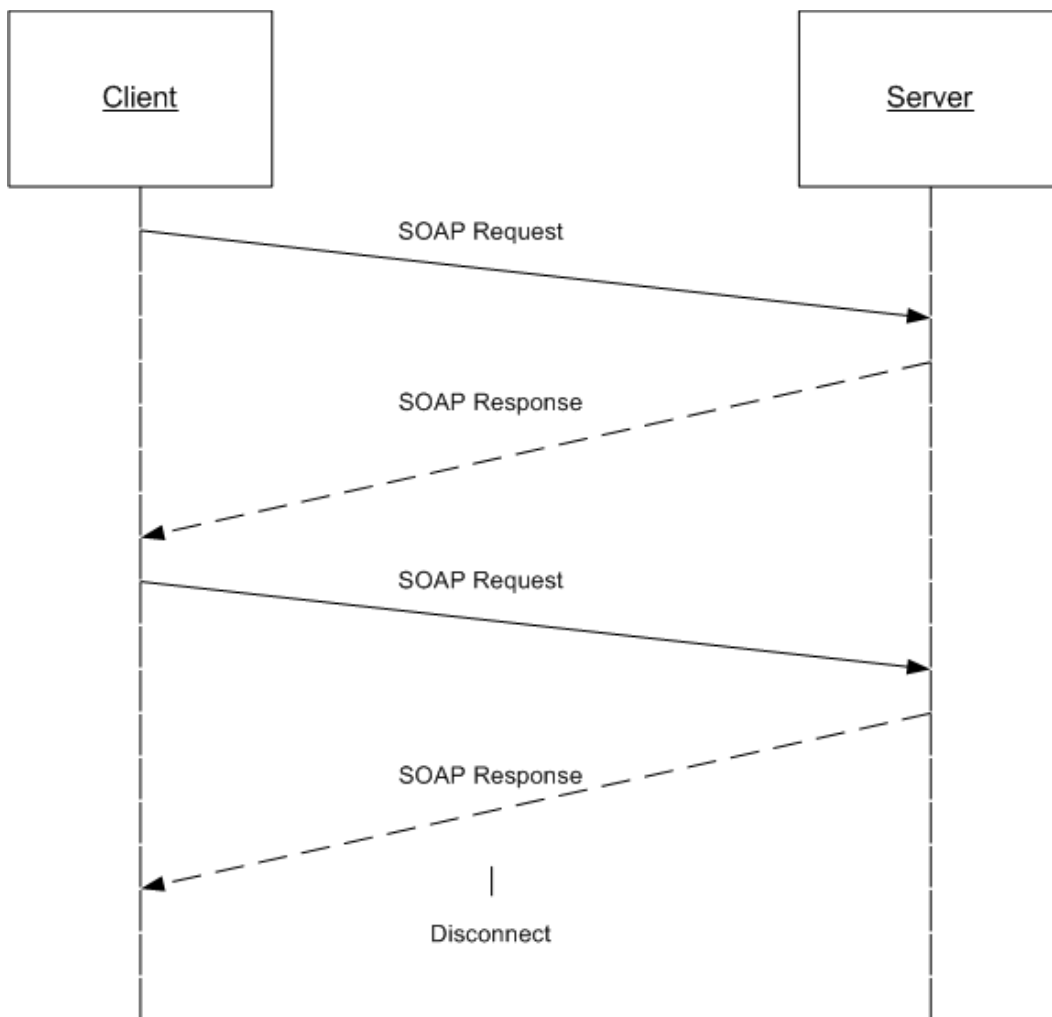 Client
Server
SOAP Request
SOAP Response
SOAP Request
SOAP Response
Disconnect